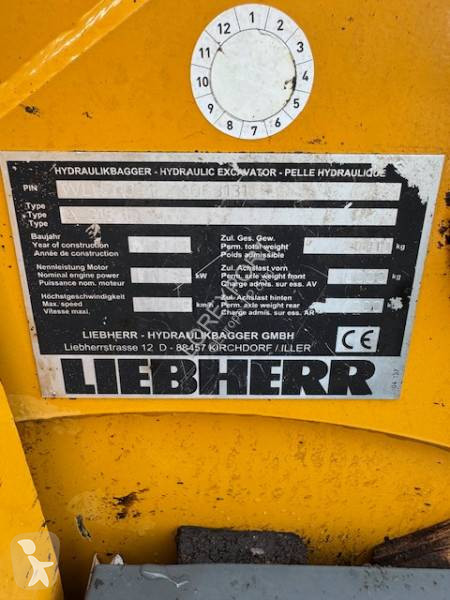 12 1 2 3 4 5 6 7 8 9 10 11
HYDRAULIKBAGGER - HYDRAULIC EXCAVATOR - PELLE HYDRAULIQUE
PIN
Type
Type
Type
Baujahr
Year of construction
Année de construction
Nennleistung Motor
Nominal engine power
Puissance nom. moteur
kW
Höchstgeschwindigkeit
Max. speed
Vitesse maxi.
km/h
Zul. Ges. Gew.
Perm. total weight
Poids admissible
kg
Zul. Achslast vorn
Perm. axle weight front
Charge admis. sur ess. AV
kg
Zul. Achslast hinten
Perm. axle weight rear
Charge admis. sur ess. AR
kg
LIEBHERR - HYDRAULIKBAGGER GMBH
Liebherrstrasse 12 D - 88457 KIRCHDORF / ILLER
CE
LIEBHERR